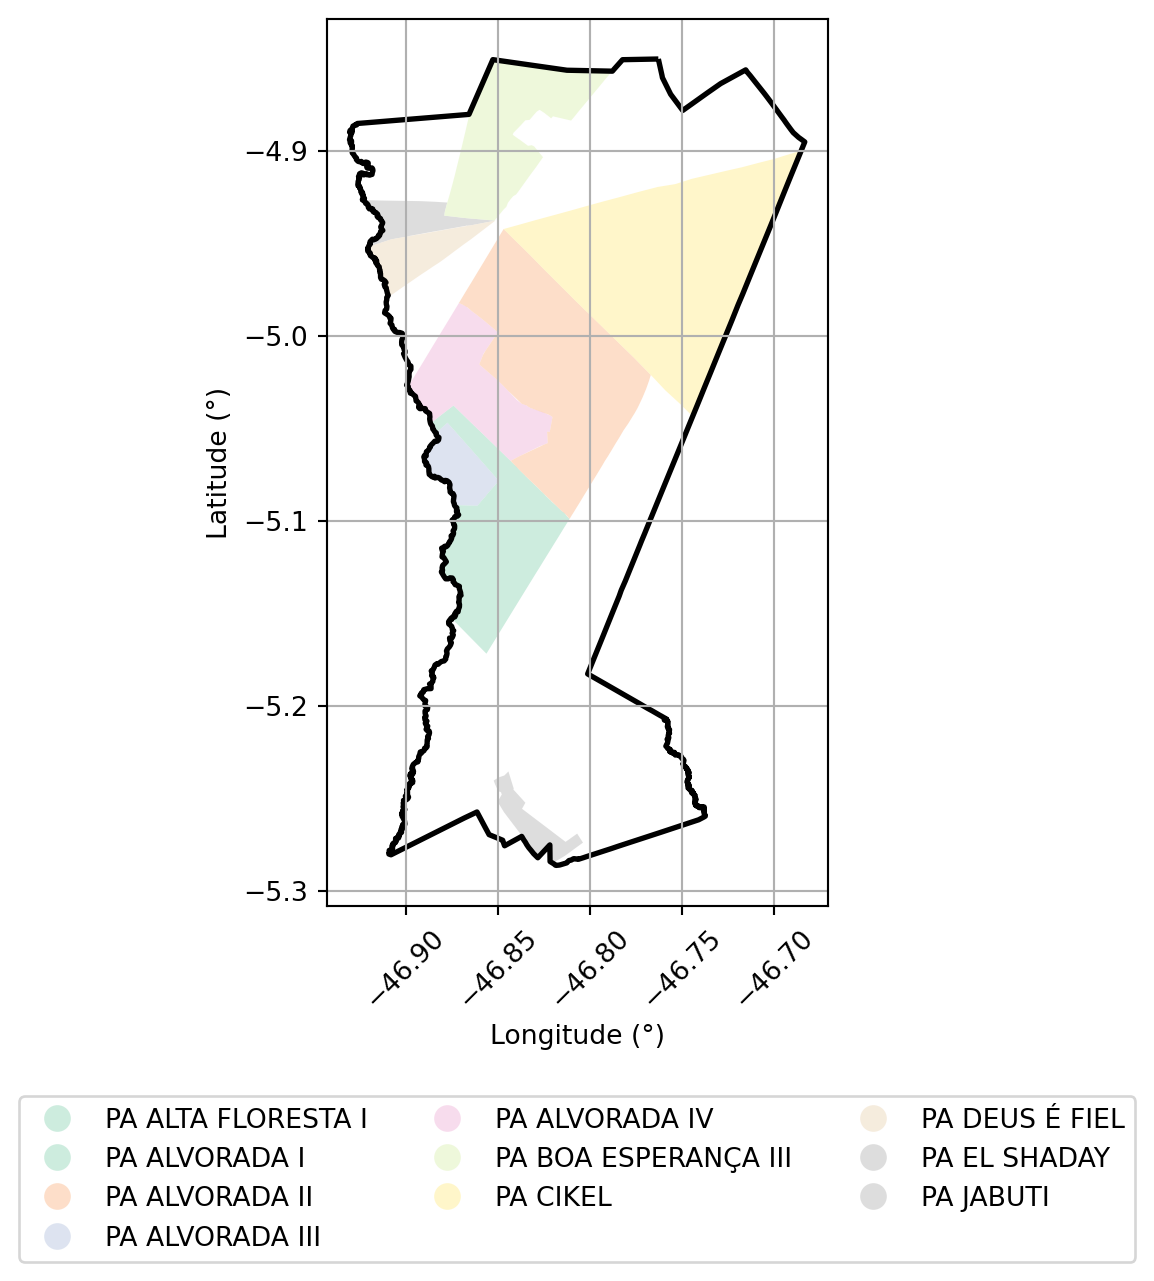 −4.9
−5.0
−5.1
−5.2
−5.3
Latitude (°)
−46.90
−46.85
−46.80
−46.75
−46.70
Longitude (°)
PA ALTA FLORESTA I
PA ALVORADA I
PA ALVORADA II
PA ALVORADA III
PA ALVORADA IV
PA BOA ESPERANÇA III
PA CIKEL
PA DEUS É FIEL
PA EL SHADAY
PA JABUTI